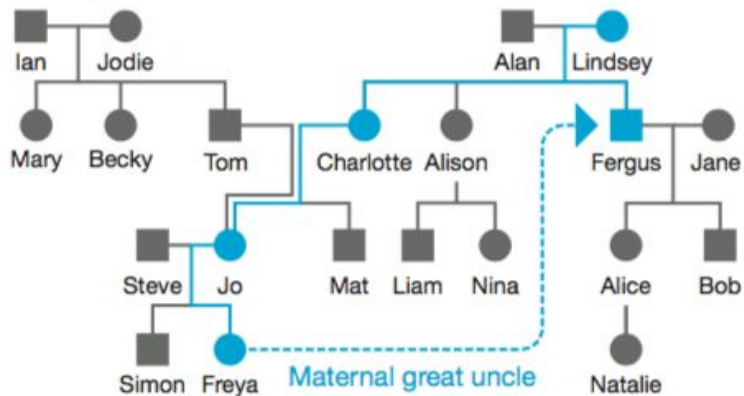 Ian Jodie Alan Lindsey
Mary Becky Tom Charlotte Alison Fergus Jane
Steve Jo Mat Liam Nina Alice Bob
Simon Freya Maternal great uncle Natalie